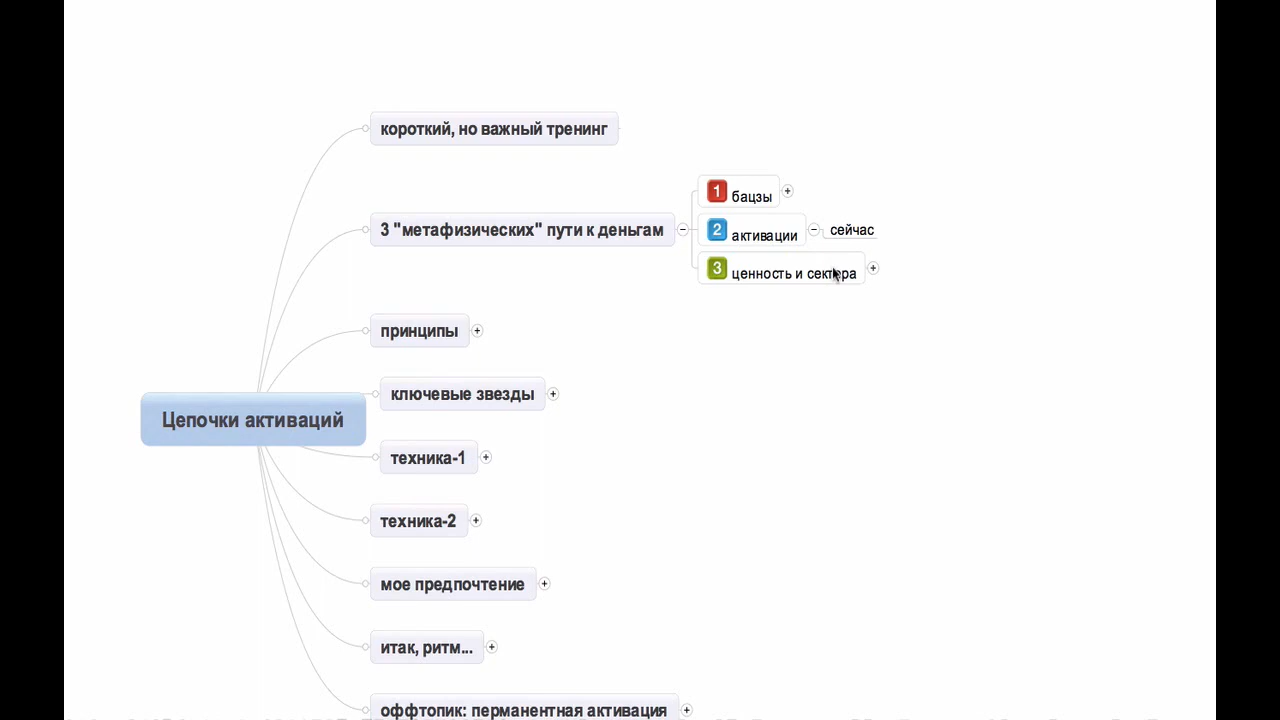 короткий, но важный тренинг
3 "метафизических" пути к деньгам
1 бацзы
2 активации
сейчас
3 ценность и сектора
принципы
ключевые звезды
Цепочки активаций
техника-1
техника-2
мое предпочтение
итак, ритм...
оффтопик: перманентная активация